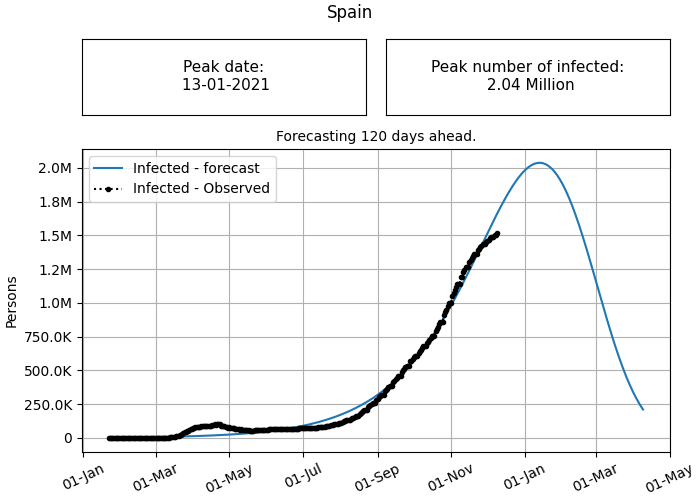 Spain
Peak date:
13-01-2021
Peak number of infected:
2.04 Million
Forecasting 120 days ahead.
Infected - forecast
Infected - Observed
Persons
2.0M
1.8M
1.5M
1.2M
1.0M
750.0K
500.0K
250.0K
0
01-Jan
01-Mar
01-May
01-Jul
01-Sep
01-Nov
01-Jan
01-Mar
01-May